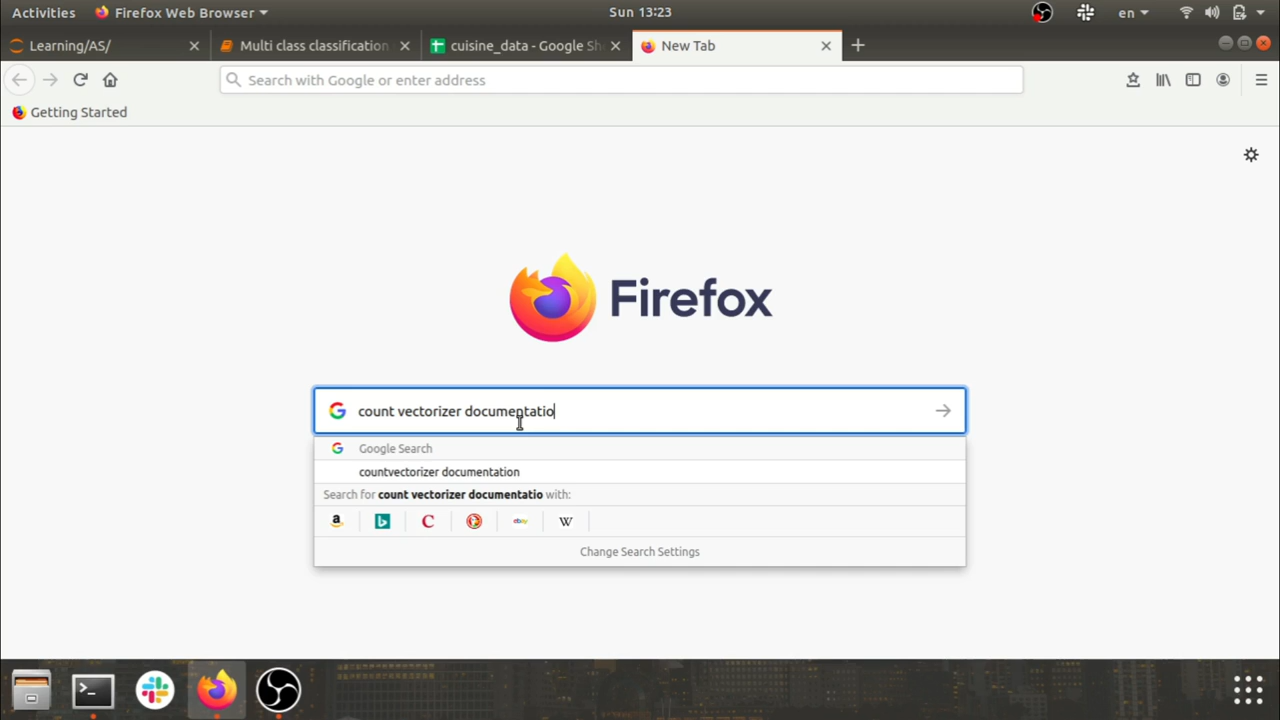 Activities Firefox Web Browser Sun 13:23 en
Learning/AS/ Multi class classification cuisine_data - Google She New Tab
Search with Google or enter address
Getting Started
Firefox
count vectorizer documentatio
Google Search
countvectorizer documentation
Search for count vectorizer documentatio with:
a b C ebay W
Change Search Settings